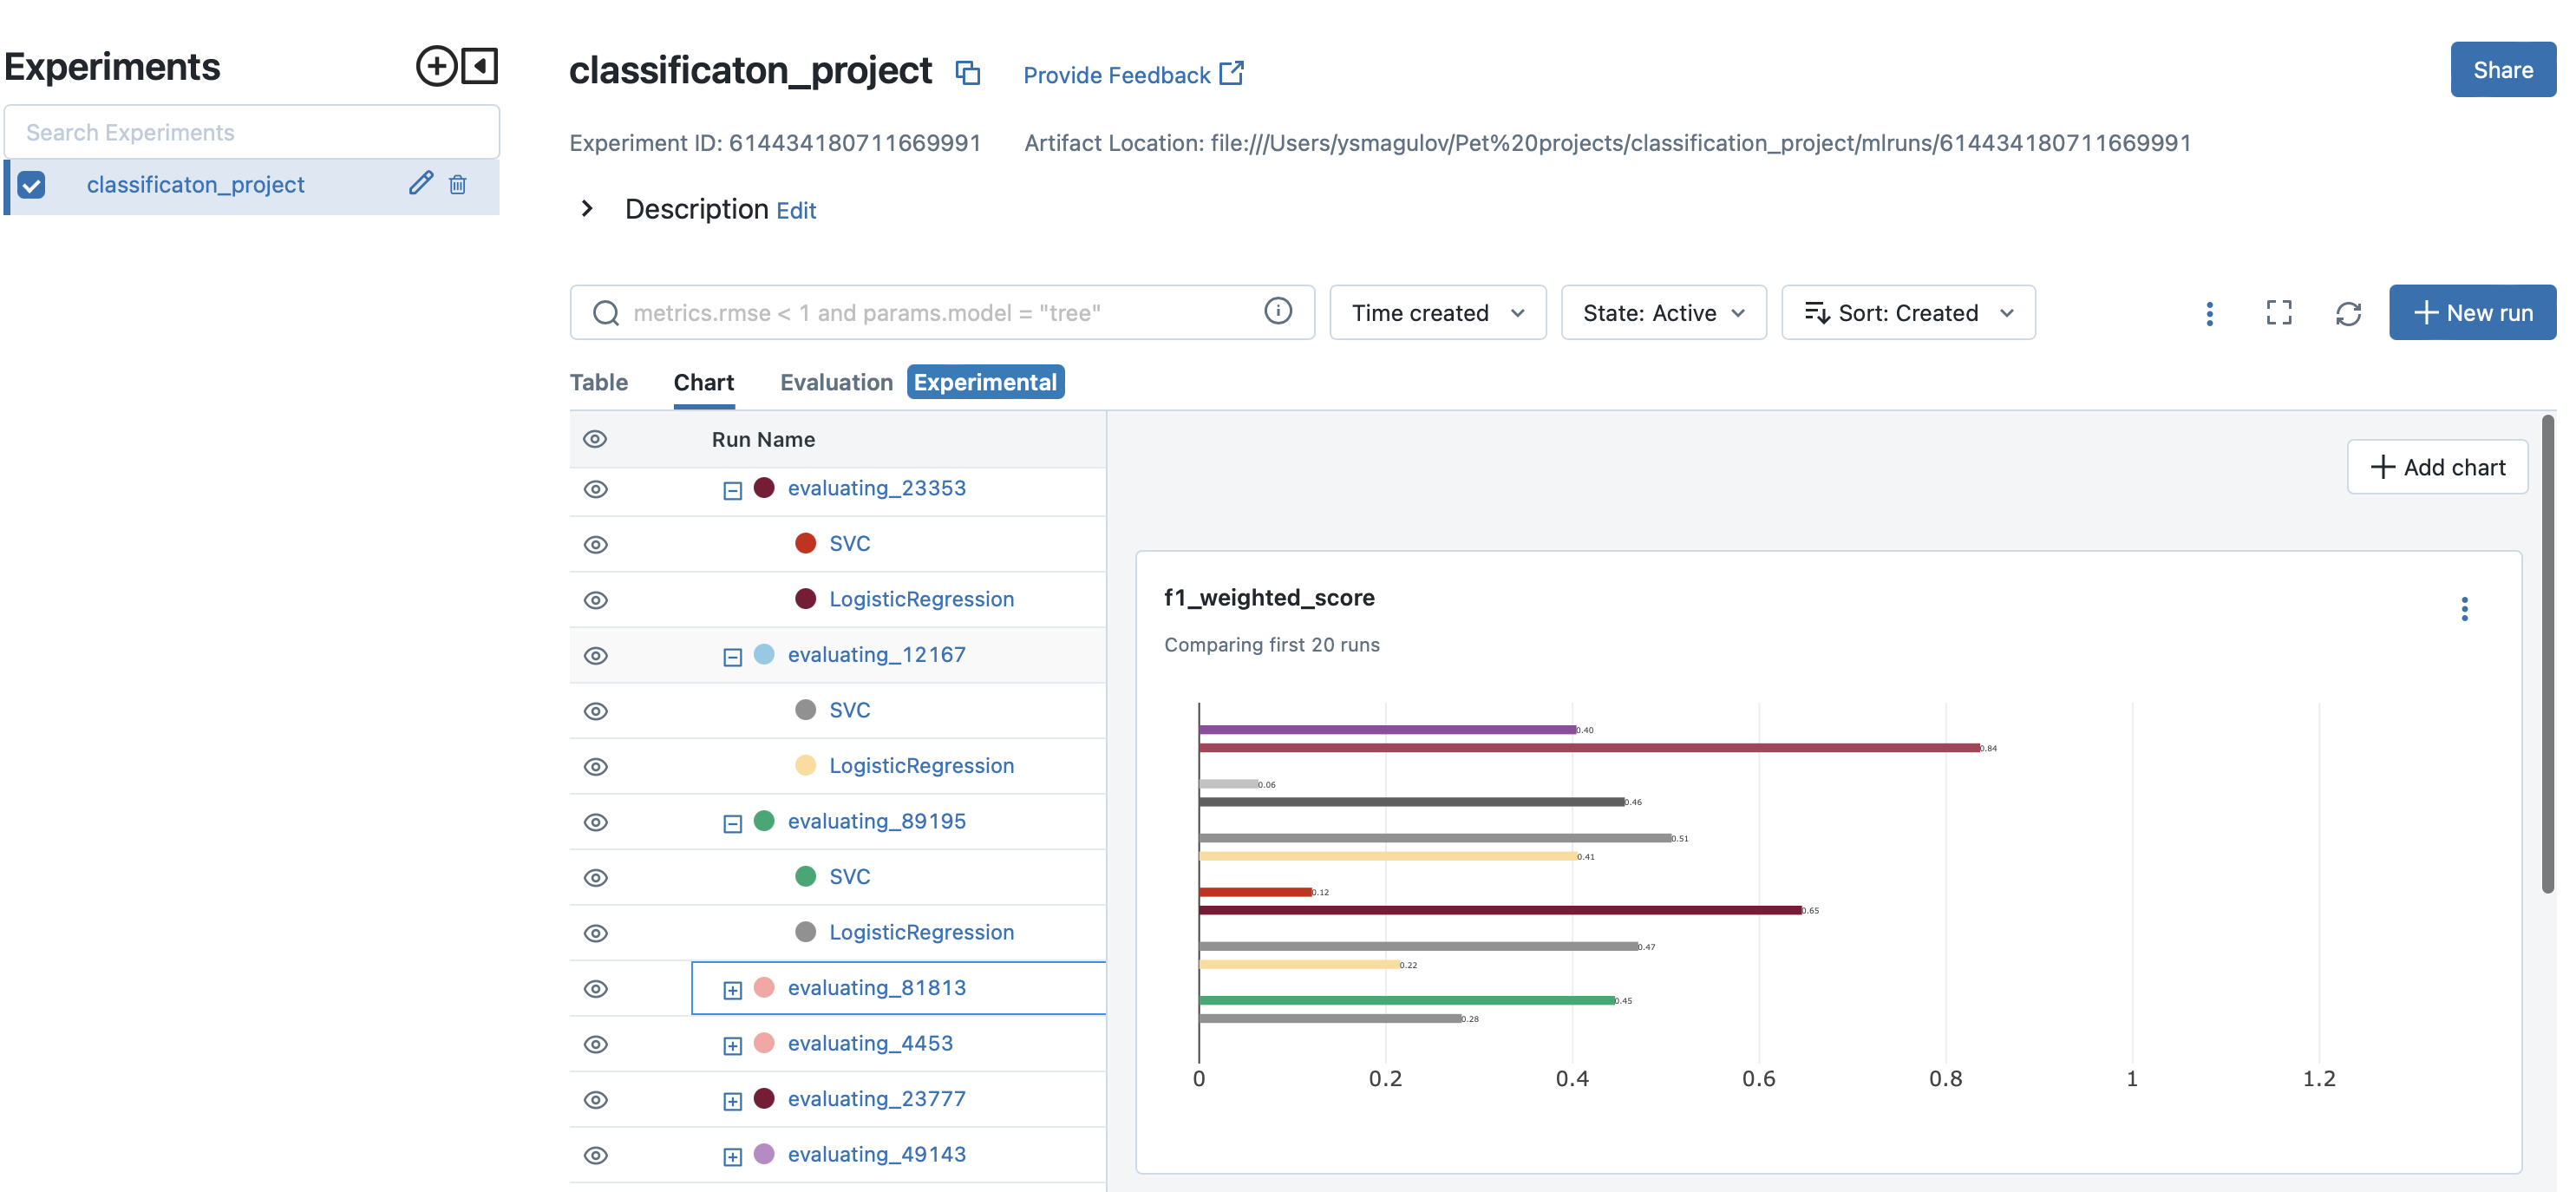 Experiments
Search Experiments
classificaton_project
classificaton_project Provide Feedback Share
Experiment ID: 614434180711669991 Artifact Location: file:///Users/ysmagulov/Pet%20projects/classification_project/mlruns/614434180711669991
Description Edit
metrics.rmse < 1 and params.model = "tree" Time created State: Active Sort: Created New run
Table Chart Evaluation Experimental
Run Name
evaluating_23353
SVC
LogisticRegression
evaluating_12167
SVC
LogisticRegression
evaluating_89195
SVC
LogisticRegression
evaluating_81813
evaluating_4453
evaluating_23777
evaluating_49143
Add chart
f1_weighted_score
Comparing first 20 runs
0.40
0.84
0.06
0.46
0.51
0.41
0.12
0.65
0.47
0.22
0.45
0.28
0 0.2 0.4 0.6 0.8 1 1.2